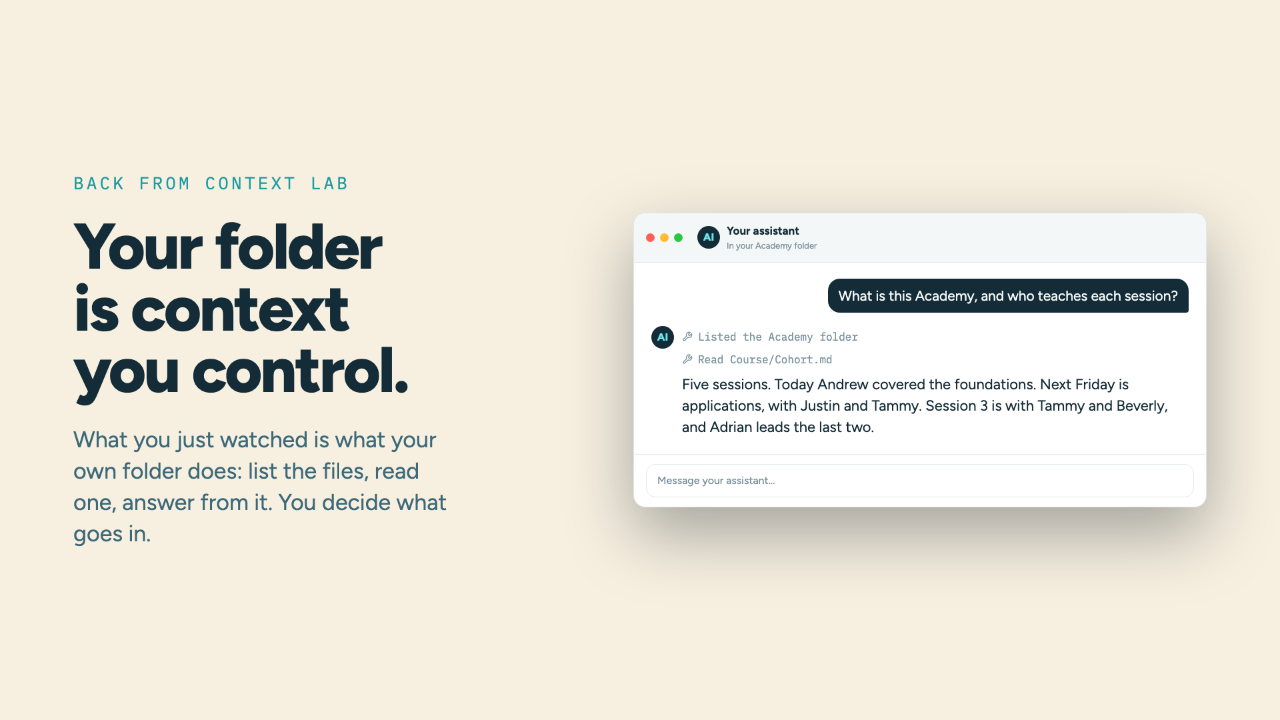 BACK FROM CONTEXT LAB
Your folder
is context
you control.
What you just watched is what your
own folder does: list the files, read
one, answer from it. You decide what
goes in.
AI
Your assistant
In your Academy folder
What is this Academy, and who teaches each session?
AI
Listed the Academy folder
Read Course/Cohort.md
Five sessions. Today Andrew covered the foundations. Next Friday is
applications, with Justin and Tammy. Session 3 is with Tammy and Beverly,
and Adrian leads the last two.
Message your assistant...